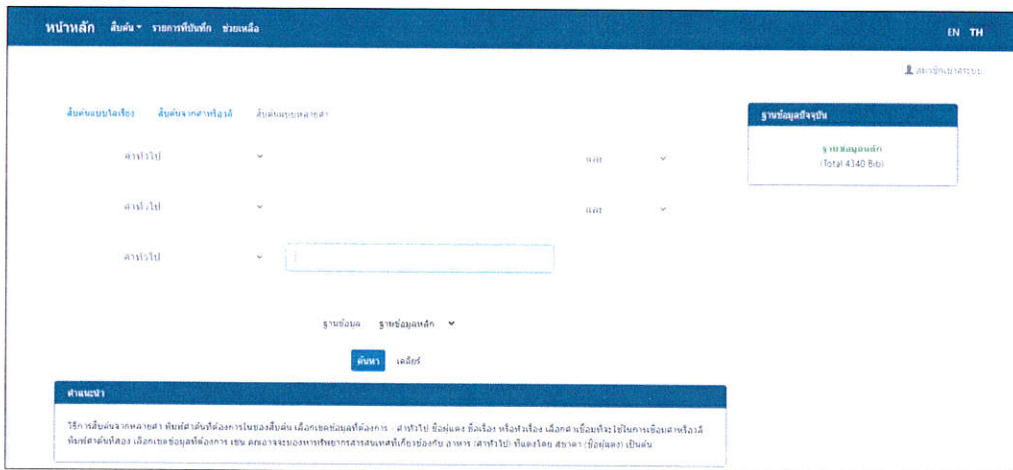 หน้าหลัก สืบค้น รายการที่บันทึก ช่วยเหลือ EN TH
สมาชิกเข้าระบบ
สืบค้นแบบไล่เรียง สืบค้นจากคำหรือวลี สืบค้นแบบหลายคำ
ฐานข้อมูลปัจจุบัน
ฐานข้อมูลหลัก
(Total 4340 Bib)
คำทั่วไป และ
คำทั่วไป และ
คำทั่วไป
ฐานข้อมูล ฐานข้อมูลหลัก
ค้นหา เคลียร์
คำแนะนำ
วิธีการสืบค้นจากหลายคำ พิมพ์คำค้นที่ต้องการในช่องสืบค้น เลือกเขตข้อมูลที่ต้องการ - คำทั่วไป ชื่อผู้แต่ง ชื่อเรื่อง หรือหัวเรื่อง เลือกคำเชื่อมที่จะใช้ในการเชื่อมคำหรือวลี
พิมพ์คำค้นที่สอง เลือกเขตข้อมูลที่ต้องการ เช่น คุณอาจจะมองหาทรัพยากรสารสนเทศที่เกี่ยวข้องกับ อาหาร (คำทั่วไป) ที่แต่งโดย สุชาดา (ชื่อผู้แต่ง) เป็นต้น